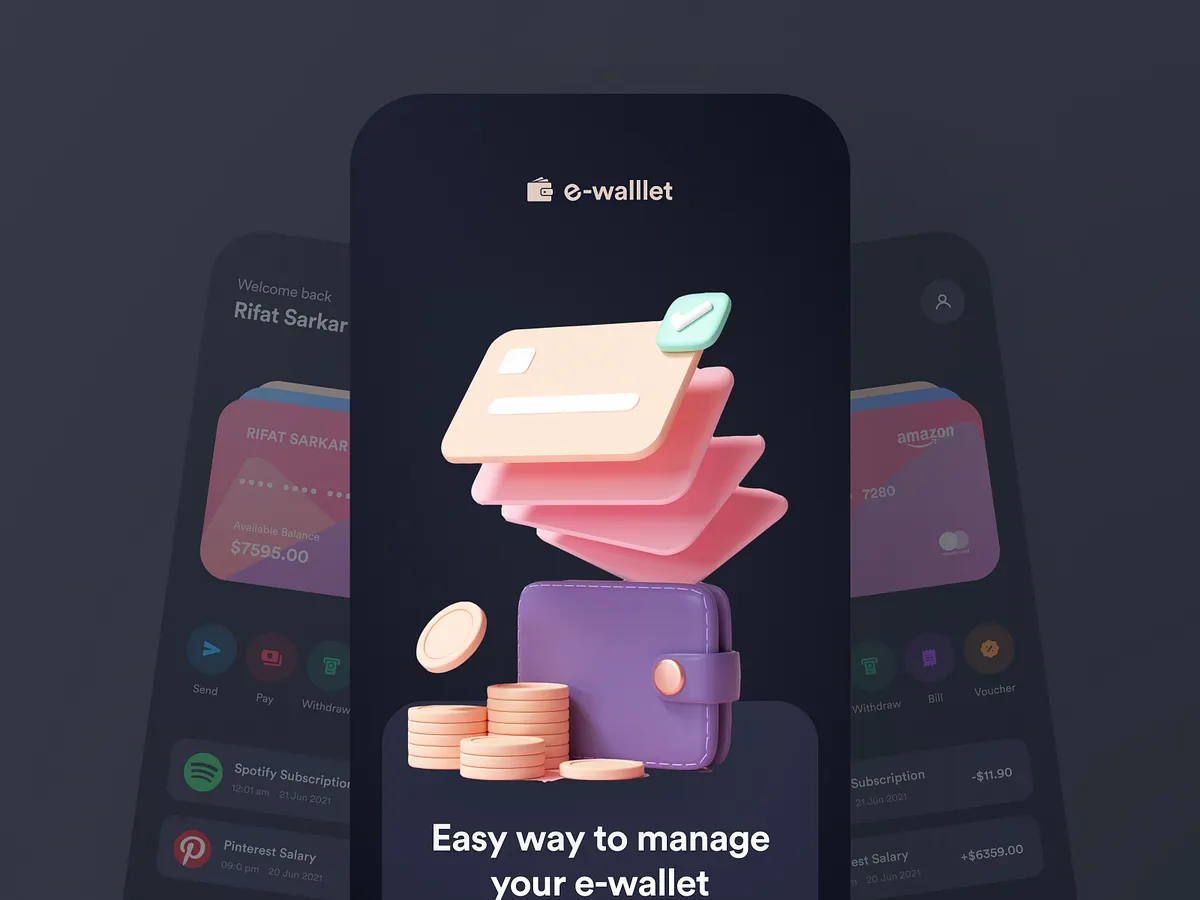 e-walllet
Welcome back
Rifat Sarkar
RIFAT SARKAR
•••• •••• •••
Available Balance
$7595.00
amazon
7280
Send
Pay
Withdraw
Withdraw
Bill
Voucher
Spotify Subscription
12:01 am 21 Jun 2021
Subscription
21 Jun 2021
-$11.90
Pinterest Salary
09:0 pm 20 Jun 2021
est Salary
m 20 Jun 2021
+$6359.00
Easy way to manage
your e-wallet